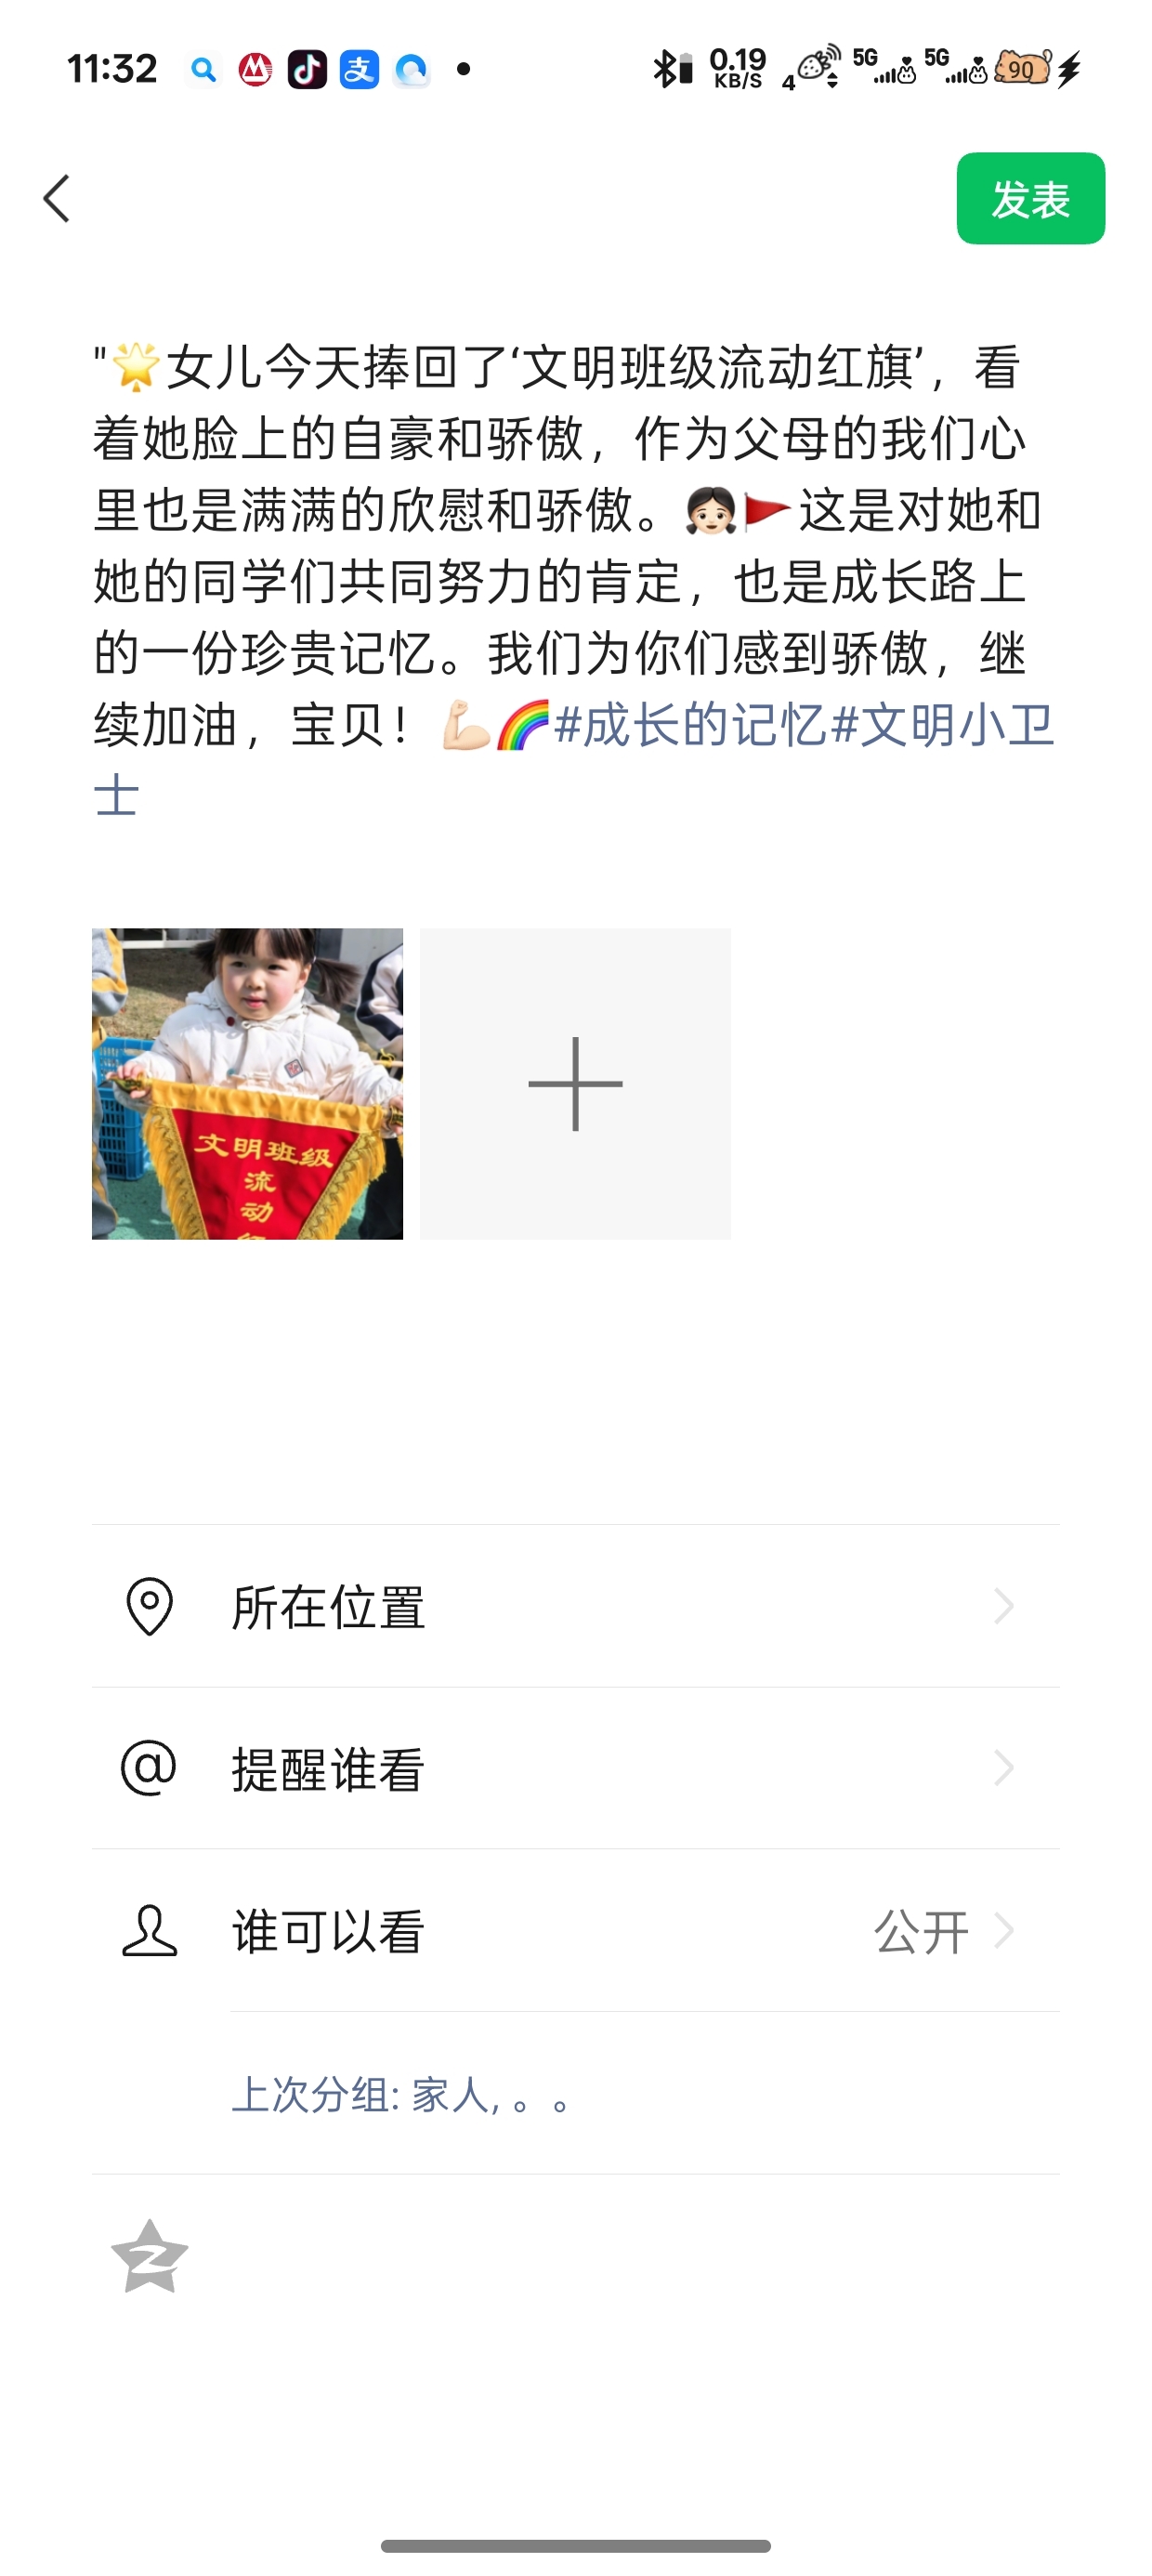 11:32
支
0.19
KB/S
4
5G
5G
90
发表
"🌟女儿今天捧回了‘文明班级流动红旗’，看
着她脸上的自豪和骄傲，作为父母的我们心
里也是满满的欣慰和骄傲。👧🏻🚩这是对她和
她的同学们共同努力的肯定，也是成长路上
的一份珍贵记忆。我们为你们感到骄傲，继
续加油，宝贝！💪🏻🌈#成长的记忆#文明小卫
士
文明班级
流
动
所在位置
@ 提醒谁看
谁可以看 公开
上次分组: 家人, 。。